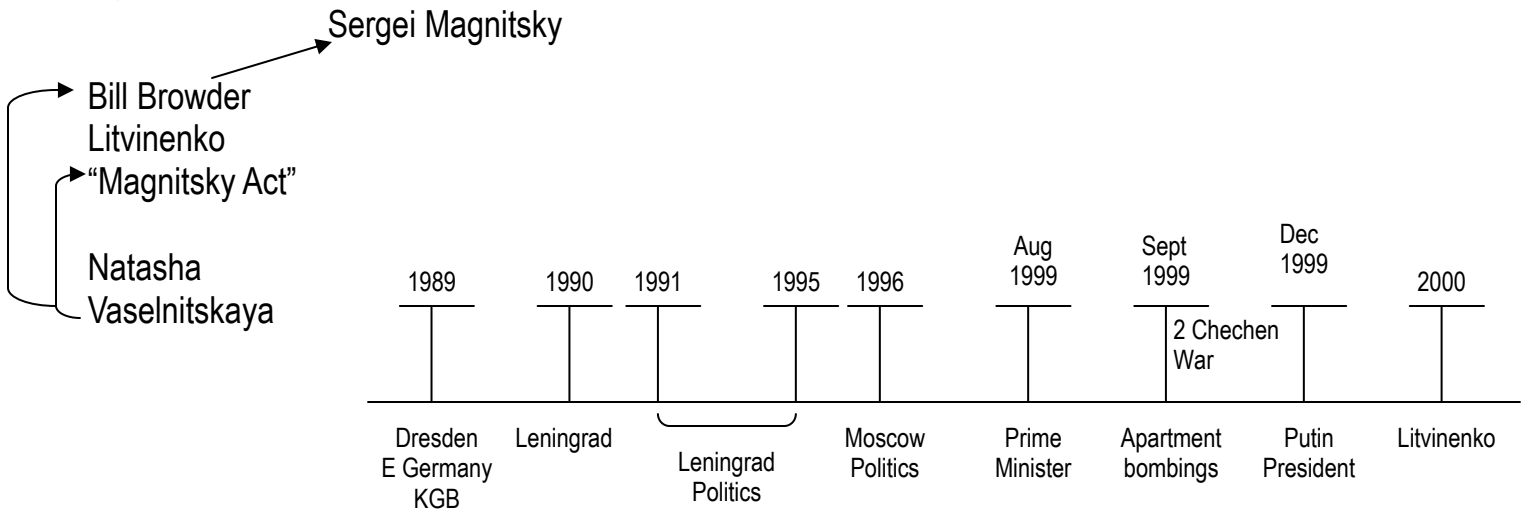 Sergei Magnitsky
Bill Browder
Litvinenko
“Magnitsky Act”
Natasha
Vaselnitskaya
1989
1990
1991
1995
1996
Aug
1999
Sept
1999
Dec
1999
2000
2 Chechen
War
Dresden
E Germany
KGB
Leningrad
Leningrad
Politics
Moscow
Politics
Prime
Minister
Apartment
bombings
Putin
President
Litvinenko